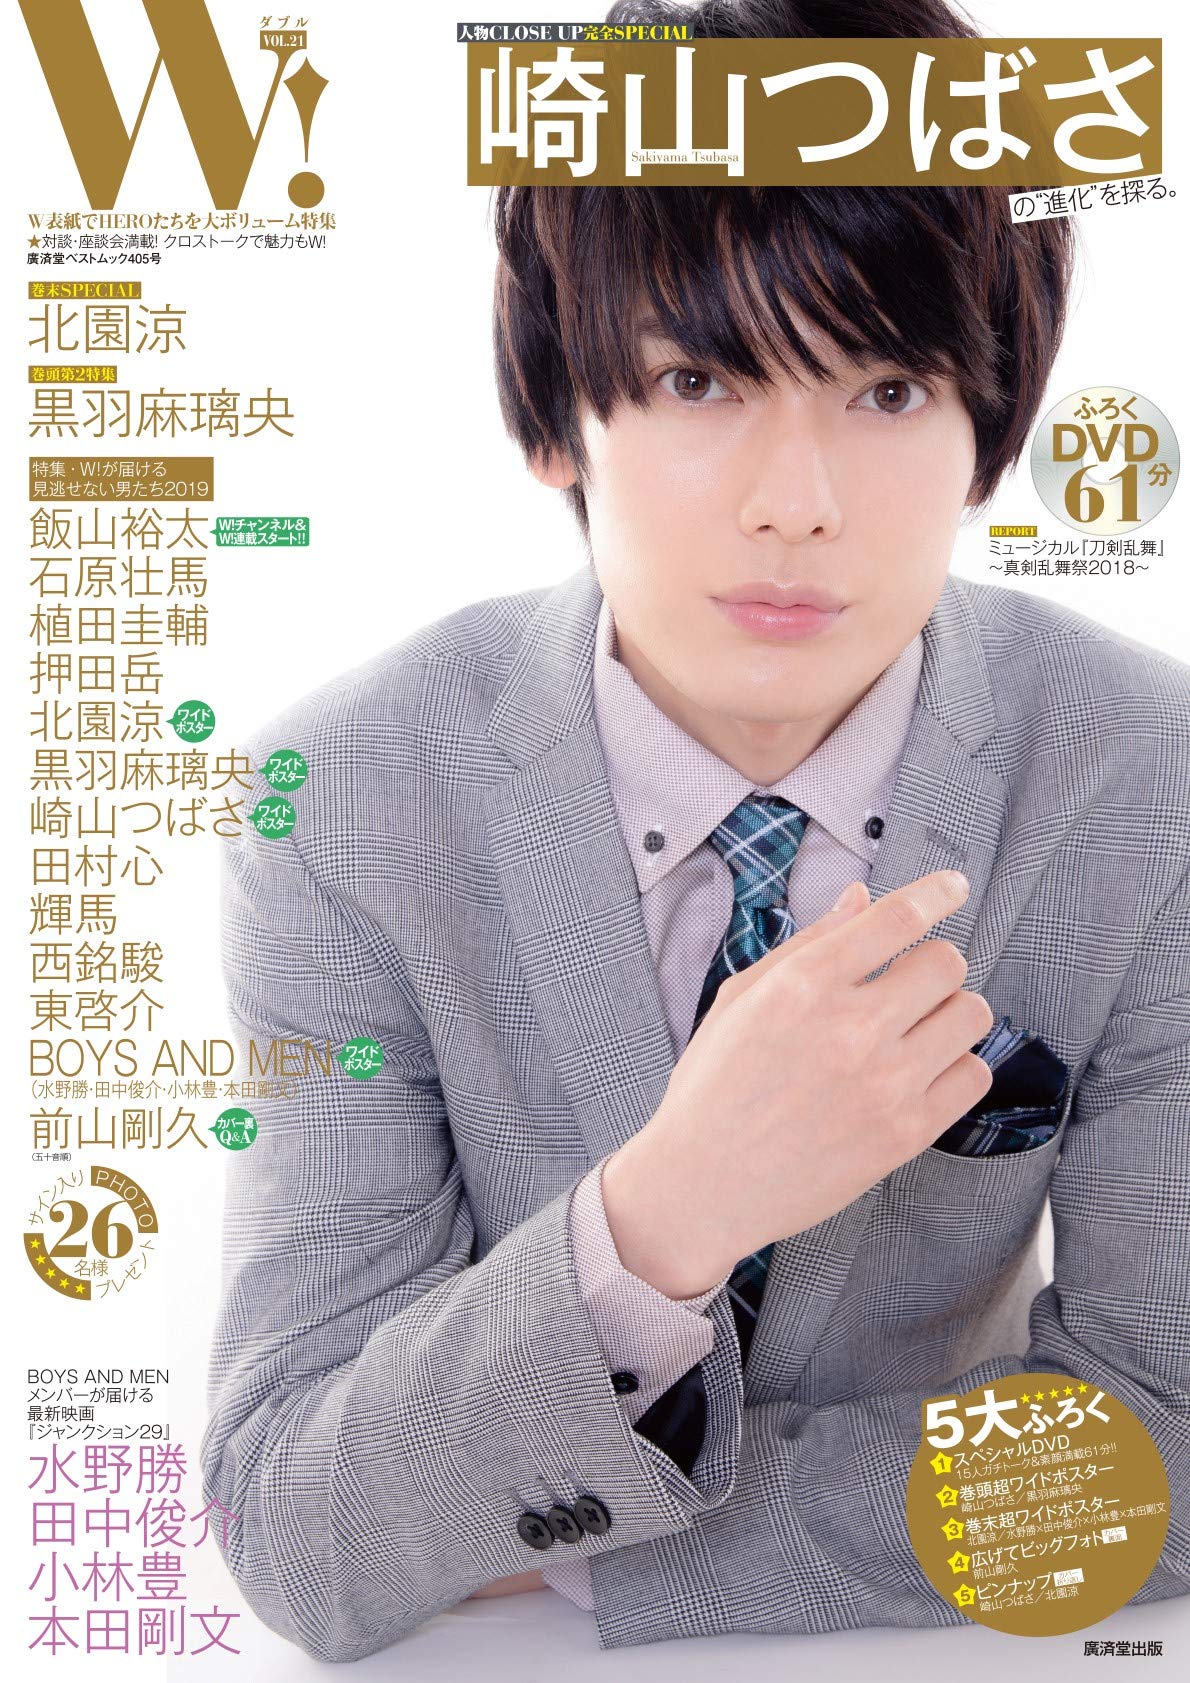 ダブル
W!
VOL.21
人物CLOSE UP完全SPECIAL
崎山つばさ
Sakiyama Tsubasa
の“進化”を探る。
W表紙でHEROたちを大ボリューム特集
★対談・座談会満載! クロストークで魅力もW!
廣済堂ベストムック405号
巻末SPECIAL
北園涼
巻頭第2特集
黒羽麻璃央
特集・W!が届ける
見逃せない男たち2019
飯山裕太
W!チャンネル&
W!連載スタート!!
石原壮馬
植田圭輔
押田岳
北園涼
ワイド
ポスター
黒羽麻璃央
ワイド
ポスター
崎山つばさ
ワイド
ポスター
田村心
輝馬
西銘駿
東啓介
BOYS AND MEN
ワイド
ポスター
(水野勝・田中俊介・小林豊・本田剛文)
前山剛久
カバー裏
Q&A
(五十音順)
サイン入り
PHOTO
26
名様
プレゼント
BOYS AND MEN
メンバーが届ける
最新映画
『ジャンクション29』
水野勝
田中俊介
小林豊
本田剛文
ふろく
DVD
61分
REPORT
ミュージカル『刀剣乱舞』
～真剣乱舞祭2018～
5大ふろく
1 スペシャルDVD
15人ガチトーク&素顔満載61分!!
2 巻頭超ワイドポスター
崎山つばさ/黒羽麻璃央
3 巻末超ワイドポスター
北園涼/水野勝×田中俊介×小林豊×本田剛文
4 広げてビッグフォト
前山剛久
5 ピンナップ
崎山つばさ/北園涼
廣済堂出版